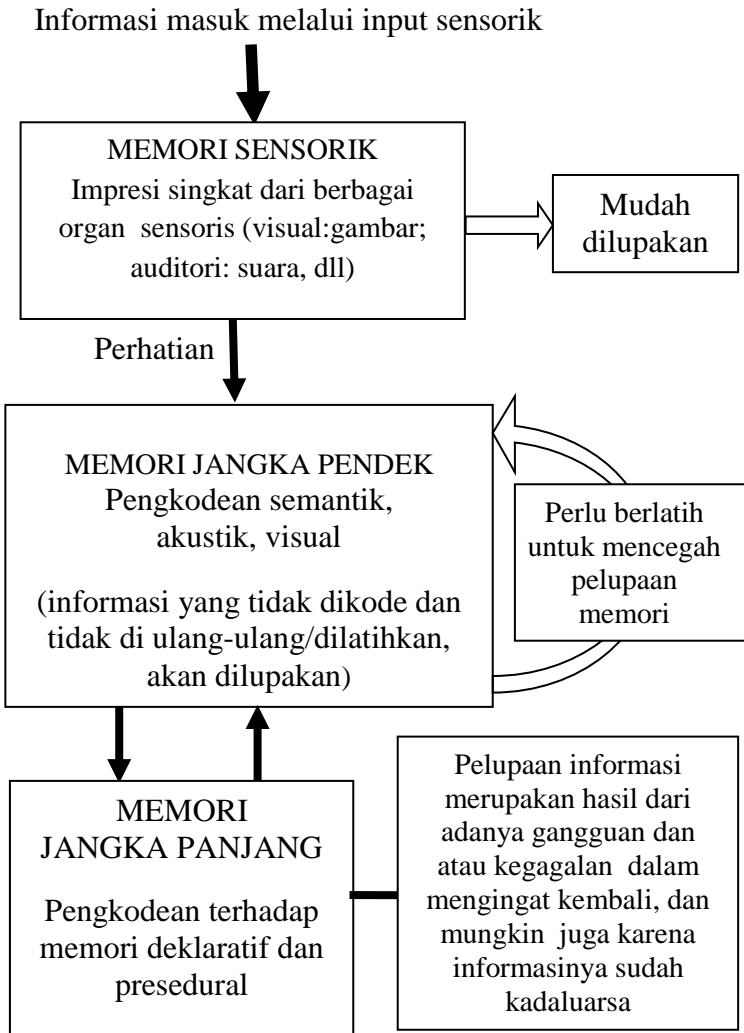 Informasi masuk melalui input sensorik
MEMORI SENSORIK
Impresi singkat dari berbagai
organ sensoris (visual:gambar;
auditori: suara, dll)
Mudah
dilupakan
Perhatian
MEMORI JANGKA PENDEK
Pengkodean semantik,
akustik, visual
(informasi yang tidak dikode dan
tidak di ulang-ulang/dilatihkan,
akan dilupakan)
Perlu berlatih
untuk mencegah
pelupaan
memori
MEMORI
JANGKA PANJANG
Pengkodean terhadap
memori deklaratif dan
presedural
Pelupaan informasi
merupakan hasil dari
adanya gangguan dan
atau kegagalan dalam
mengingat kembali, dan
mungkin juga karena
informasinya sudah
kadaluarsa